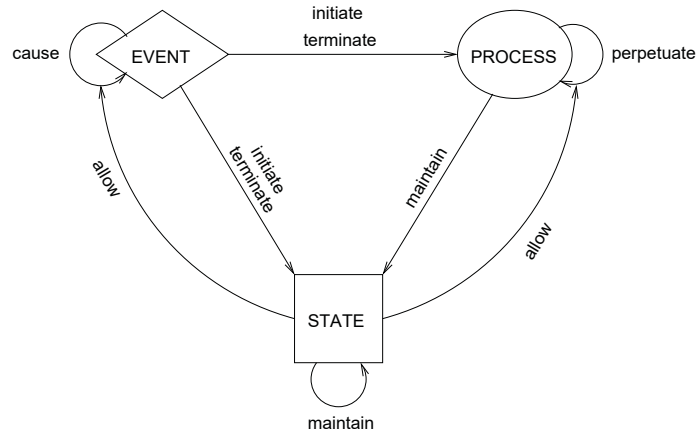 initiate
terminate
cause
EVENT
PROCESS
perpetuate
allow
initiate
terminate
maintain
allow
STATE
maintain